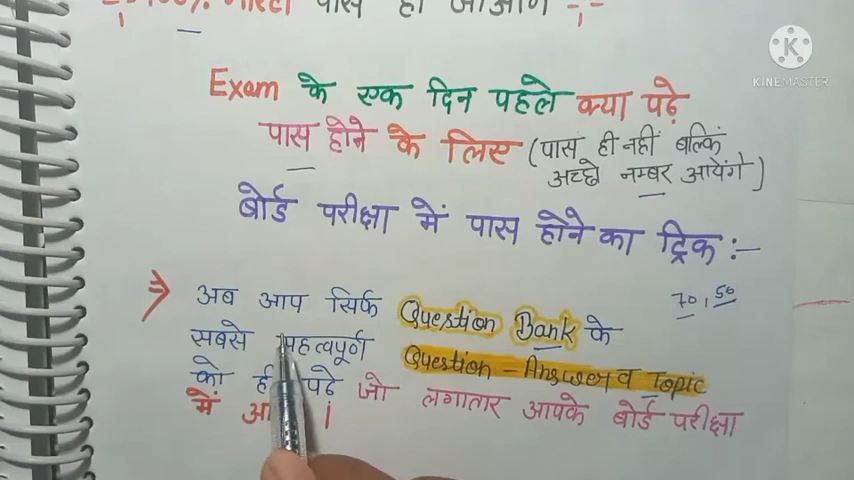 पास हो जाओगे -:-
KINEMASTER
Exam के एक दिन पहले क्या पढ़े
पास होने के लिए (पास ही नहीं बल्कि
अच्छे नम्बर आयेंगे)
बोर्ड परीक्षा में पास होने का ट्रिक:-
⇒ अब आप सिर्फ Question Bank के
70, 50
सबसे महत्वपूर्ण Question - Answer व Topic
को ही पढ़े जो लगातार आपके बोर्ड परीक्षा
में